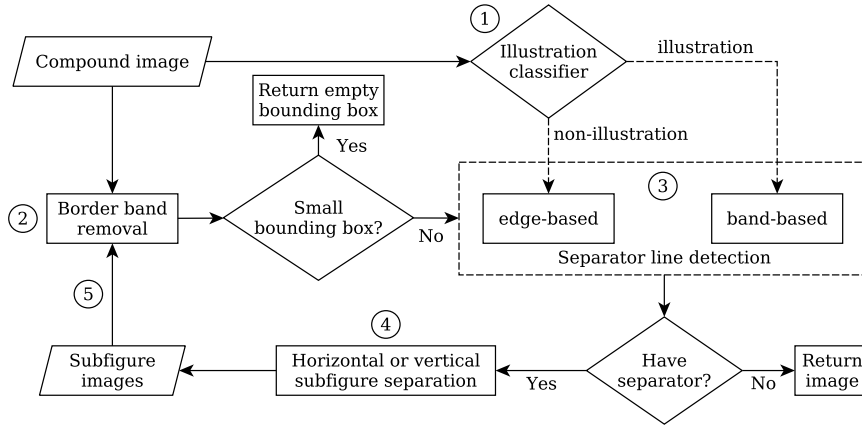 1
Compound image
Illustration
classifier
illustration
Return empty
bounding box
Yes
non-illustration
2
Border band
removal
Small
bounding box?
No
3
edge-based
band-based
Separator line detection
5
4
Subfigure
images
Horizontal or vertical
subfigure separation
Yes
Have
separator?
No
Return
image